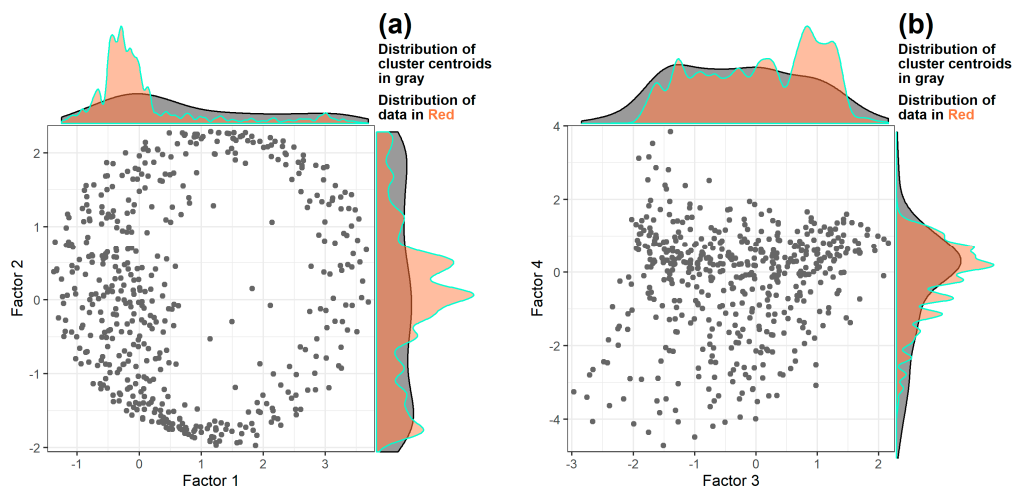 (a)
Distribution of
cluster centroids
in gray
Distribution of
data in Red
2
1
0
-1
-2
Factor 2
-1
0
1
2
3
Factor 1
(b)
Distribution of
cluster centroids
in gray
Distribution of
data in Red
4
2
0
-2
-4
Factor 4
-3
-2
-1
0
1
2
Factor 3